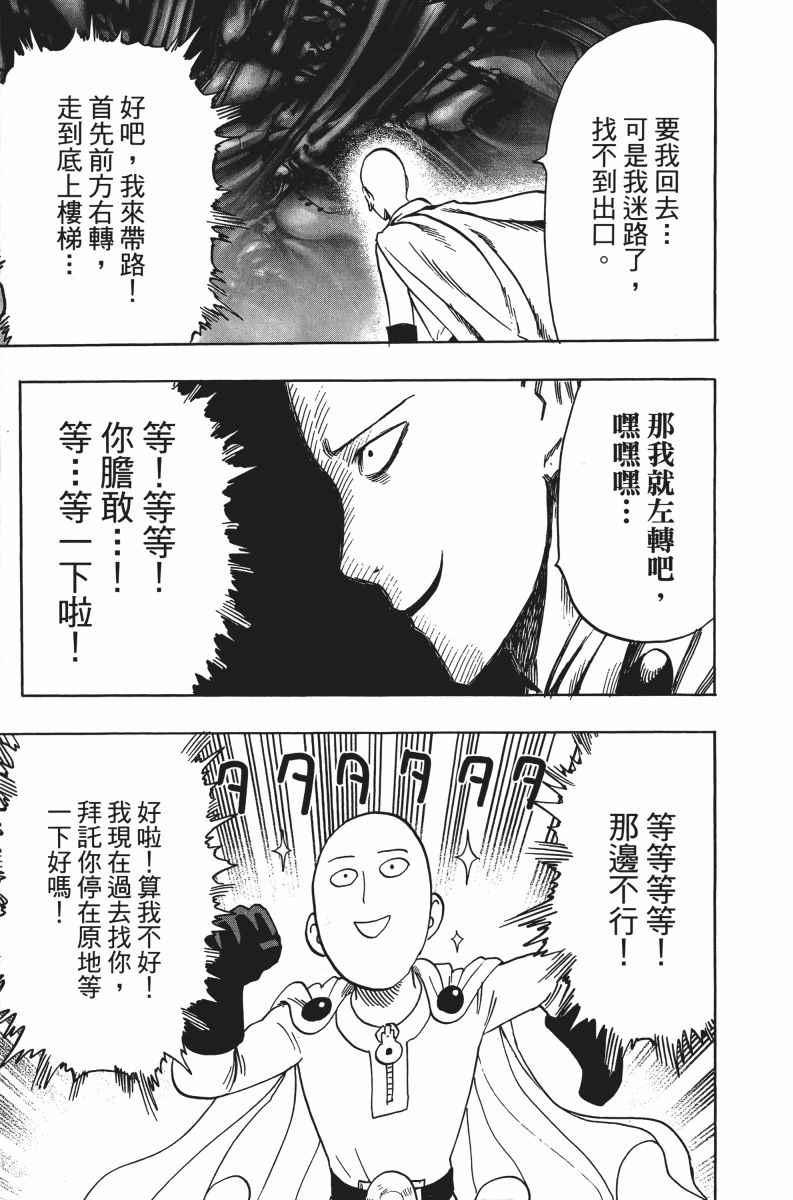 要我回去…
可是我迷路了，
找不到出口。
好吧，我來帶路！
首先前方右轉，
走到底上樓梯…
那我就左轉吧，
嘿嘿嘿…
等！等等！
你膽敢…！
等…等一下啦！
等等等等！
那邊不行！
タタタタタタ
好啦！算我不好！
我現在過去找你，
拜託你停在原地等
一下好嗎！